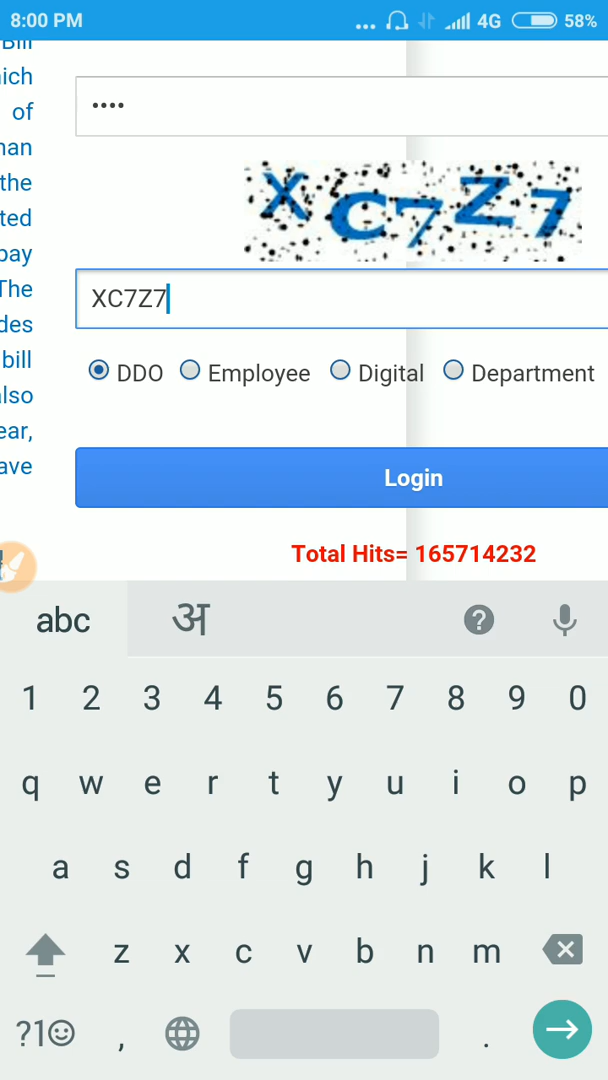 8:00 PM ... 4G 58%
Bill
ich
of
nan
the
ted
pay
The
des
bill
lso
ear,
ave
••••
XC7Z7
XC7Z7
DDO Employee Digital Department
Login
Total Hits= 165714232
abc अ ?
1 2 3 4 5 6 7 8 9 0
q w e r t y u i o p
a s d f g h j k l
z x c v b n m
?1☺ , .